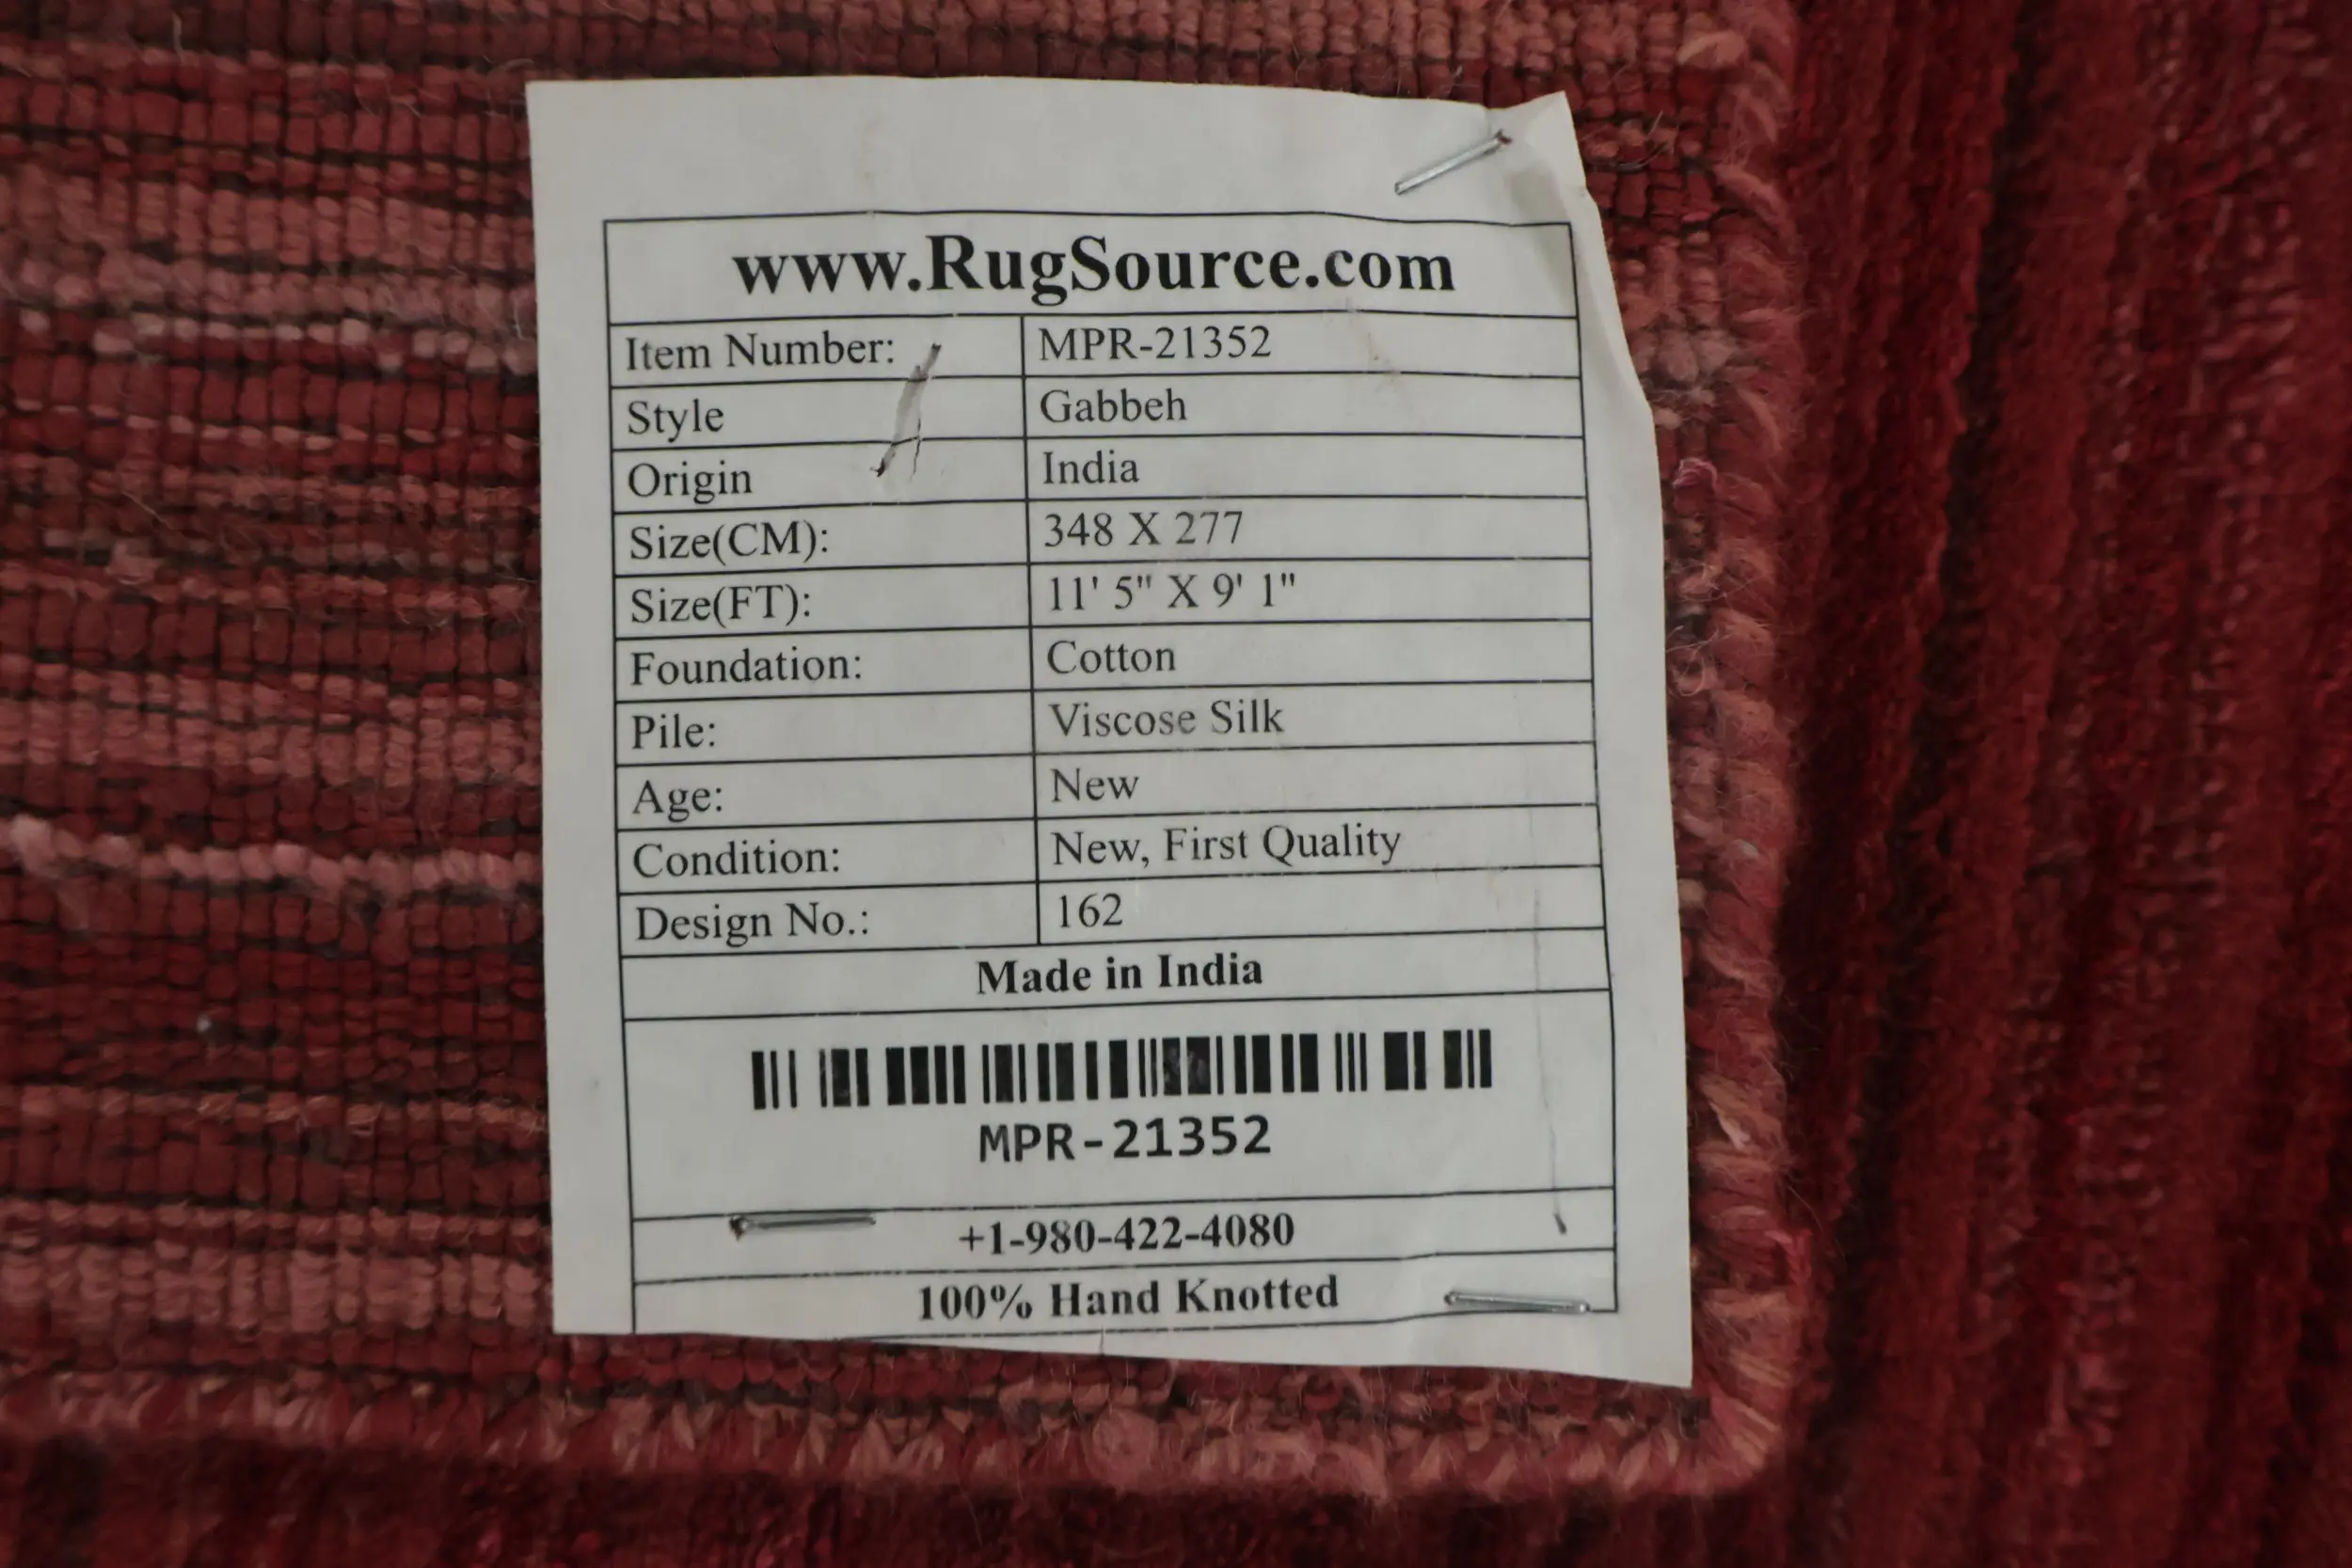 www.RugSource.com
Item Number: MPR-21352
Style Gabbeh
Origin India
Size(CM): 348 X 277
Size(FT): 11' 5" X 9' 1"
Foundation: Cotton
Pile: Viscose Silk
Age: New
Condition: New, First Quality
Design No.: 162
Made in India
MPR-21352
+1-980-422-4080
100% Hand Knotted